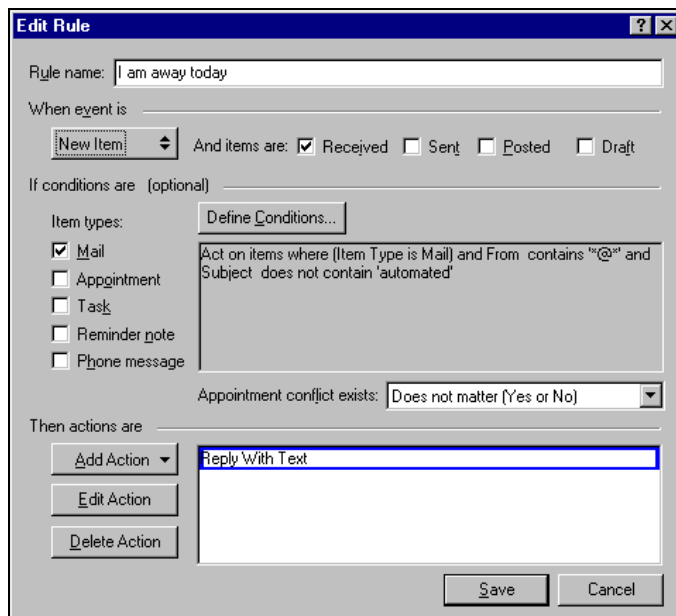 Edit Rule
Rule name: I am away today
When event is
New Item And items are: Received Sent Posted Draft
If conditions are (optional)
Item types: Define Conditions...
Mail
Appointment
Task
Reminder note
Phone message
Act on items where (Item Type is Mail) and From contains '*@*' and
Subject does not contain 'automated'
Appointment conflict exists: Does not matter (Yes or No)
Then actions are
Add Action
Edit Action
Delete Action
Reply With Text
Save Cancel